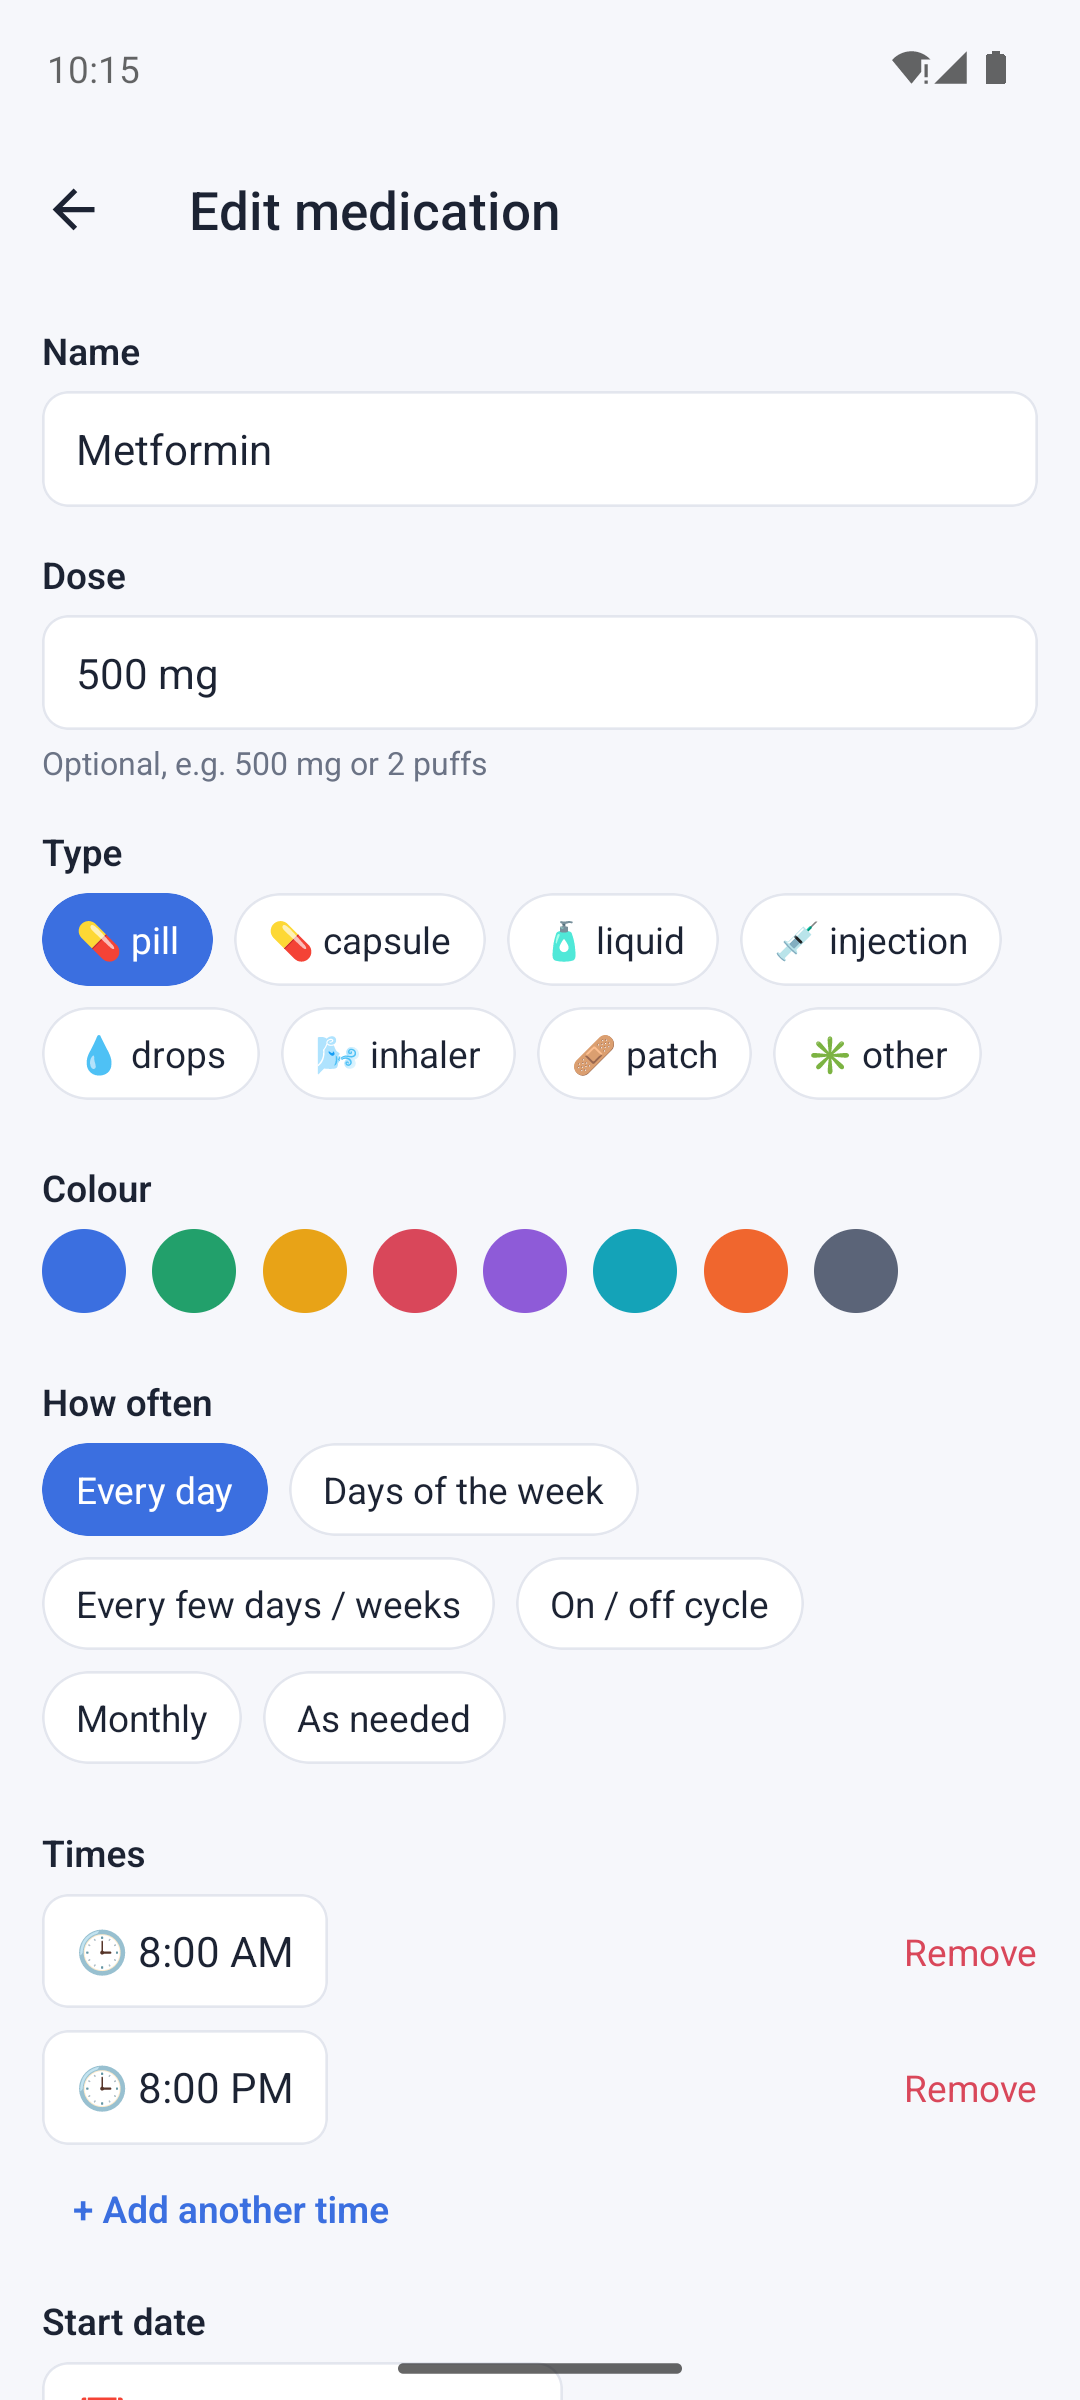 10:15
Edit medication
Name
Metformin
Dose
500 mg
Optional, e.g. 500 mg or 2 puffs
Type
pill
capsule
liquid
injection
drops
inhaler
patch
other
Colour
How often
Every day
Days of the week
Every few days / weeks
On / off cycle
Monthly
As needed
Times
8:00 AM
Remove
8:00 PM
Remove
+ Add another time
Start date